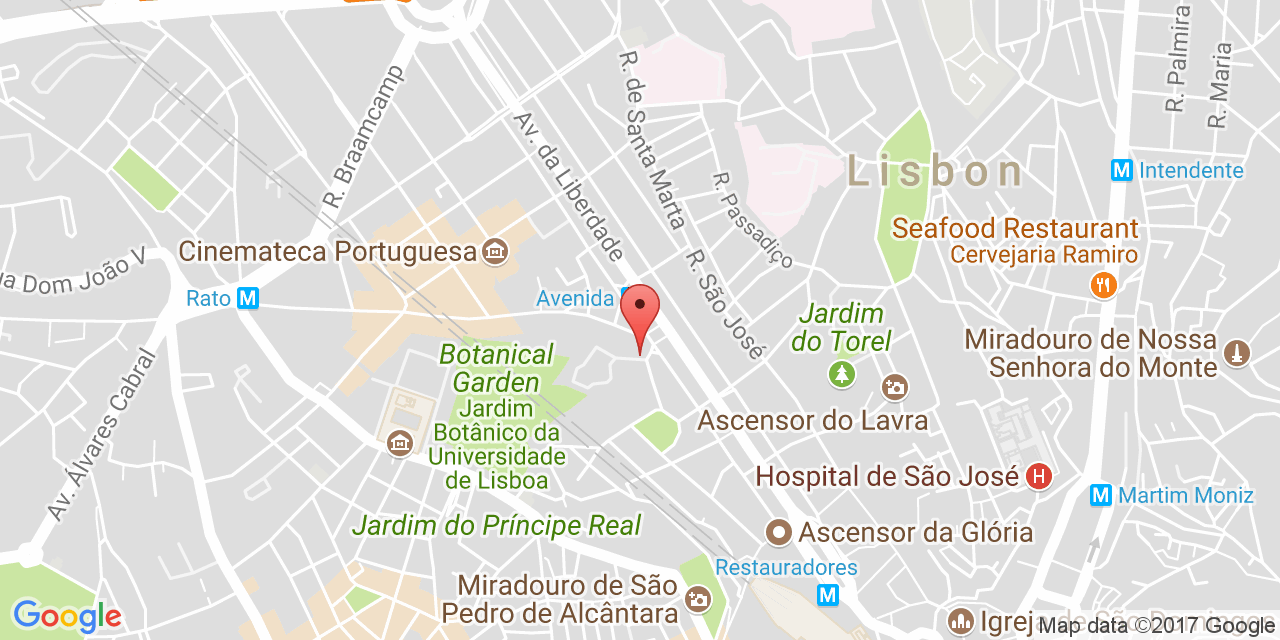 R. Palmira
R. Maria
R. Braamcamp
R. de Santa Marta
Av. da Liberdade
Lisbon
M Intendente
R. Passadiço
Seafood Restaurant
Cervejaria Ramiro
Cinemateca Portuguesa
Dom João V
Rato M
Avenida
R. São José
Jardim
do Torel
Miradouro de Nossa
Senhora do Monte
Botanical
Garden
Jardim
Botânico da
Universidade
de Lisboa
Av. Álvares Cabral
Ascensor do Lavra
Hospital de São José H
M Martim Moniz
Jardim do Príncipe Real
Ascensor da Glória
Restauradores
M
Miradouro de São
Pedro de Alcântara
Google
Map data ©2017 Google